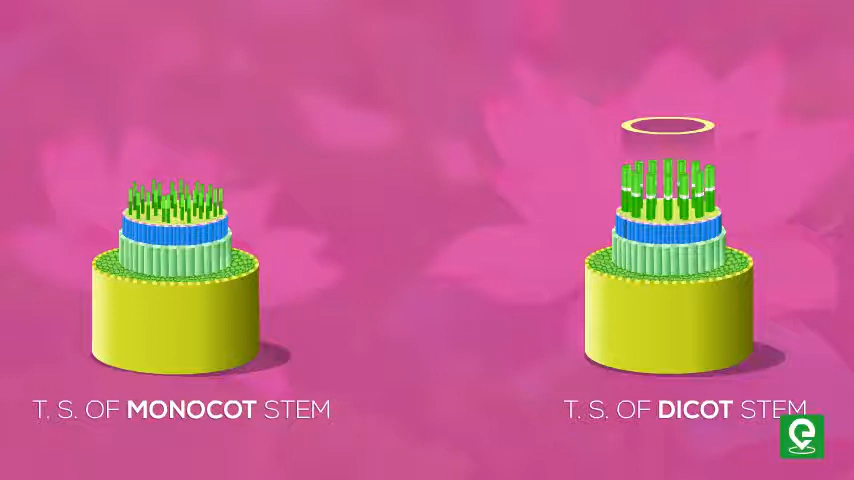 T. S. OF MONOCOT STEM
T. S. OF DICOT STEM